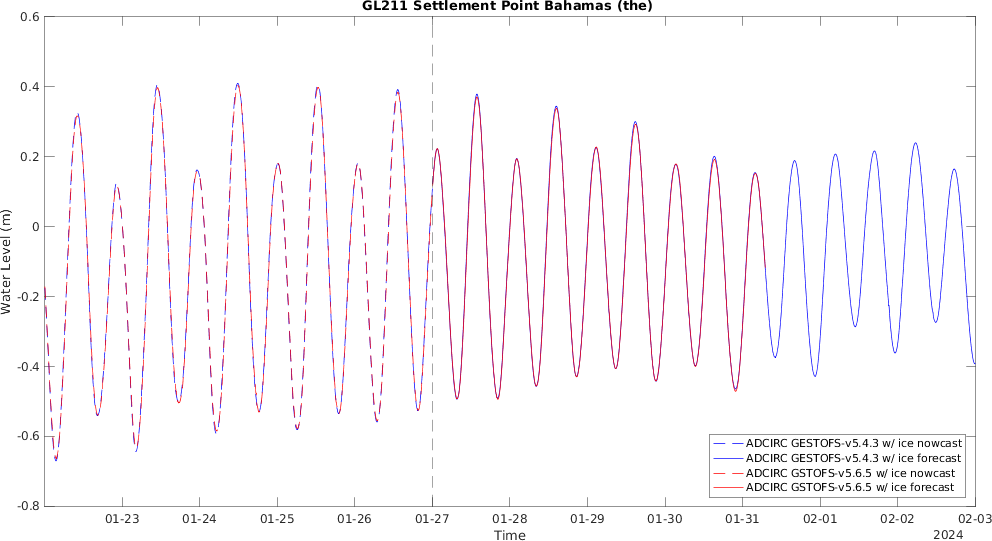 GL211 Settlement Point Bahamas (the)
Water Level (m)
0.6
0.4
0.2
0
-0.2
-0.4
-0.6
-0.8
ADCIRC GESTOFS-v5.4.3 w/ ice nowcast
ADCIRC GESTOFS-v5.4.3 w/ ice forecast
ADCIRC GSTOFS-v5.6.5 w/ ice nowcast
ADCIRC GSTOFS-v5.6.5 w/ ice forecast
01-23 01-24 01-25 01-26 01-27 01-28 01-29 01-30 01-31 02-01 02-02 02-03
Time
2024